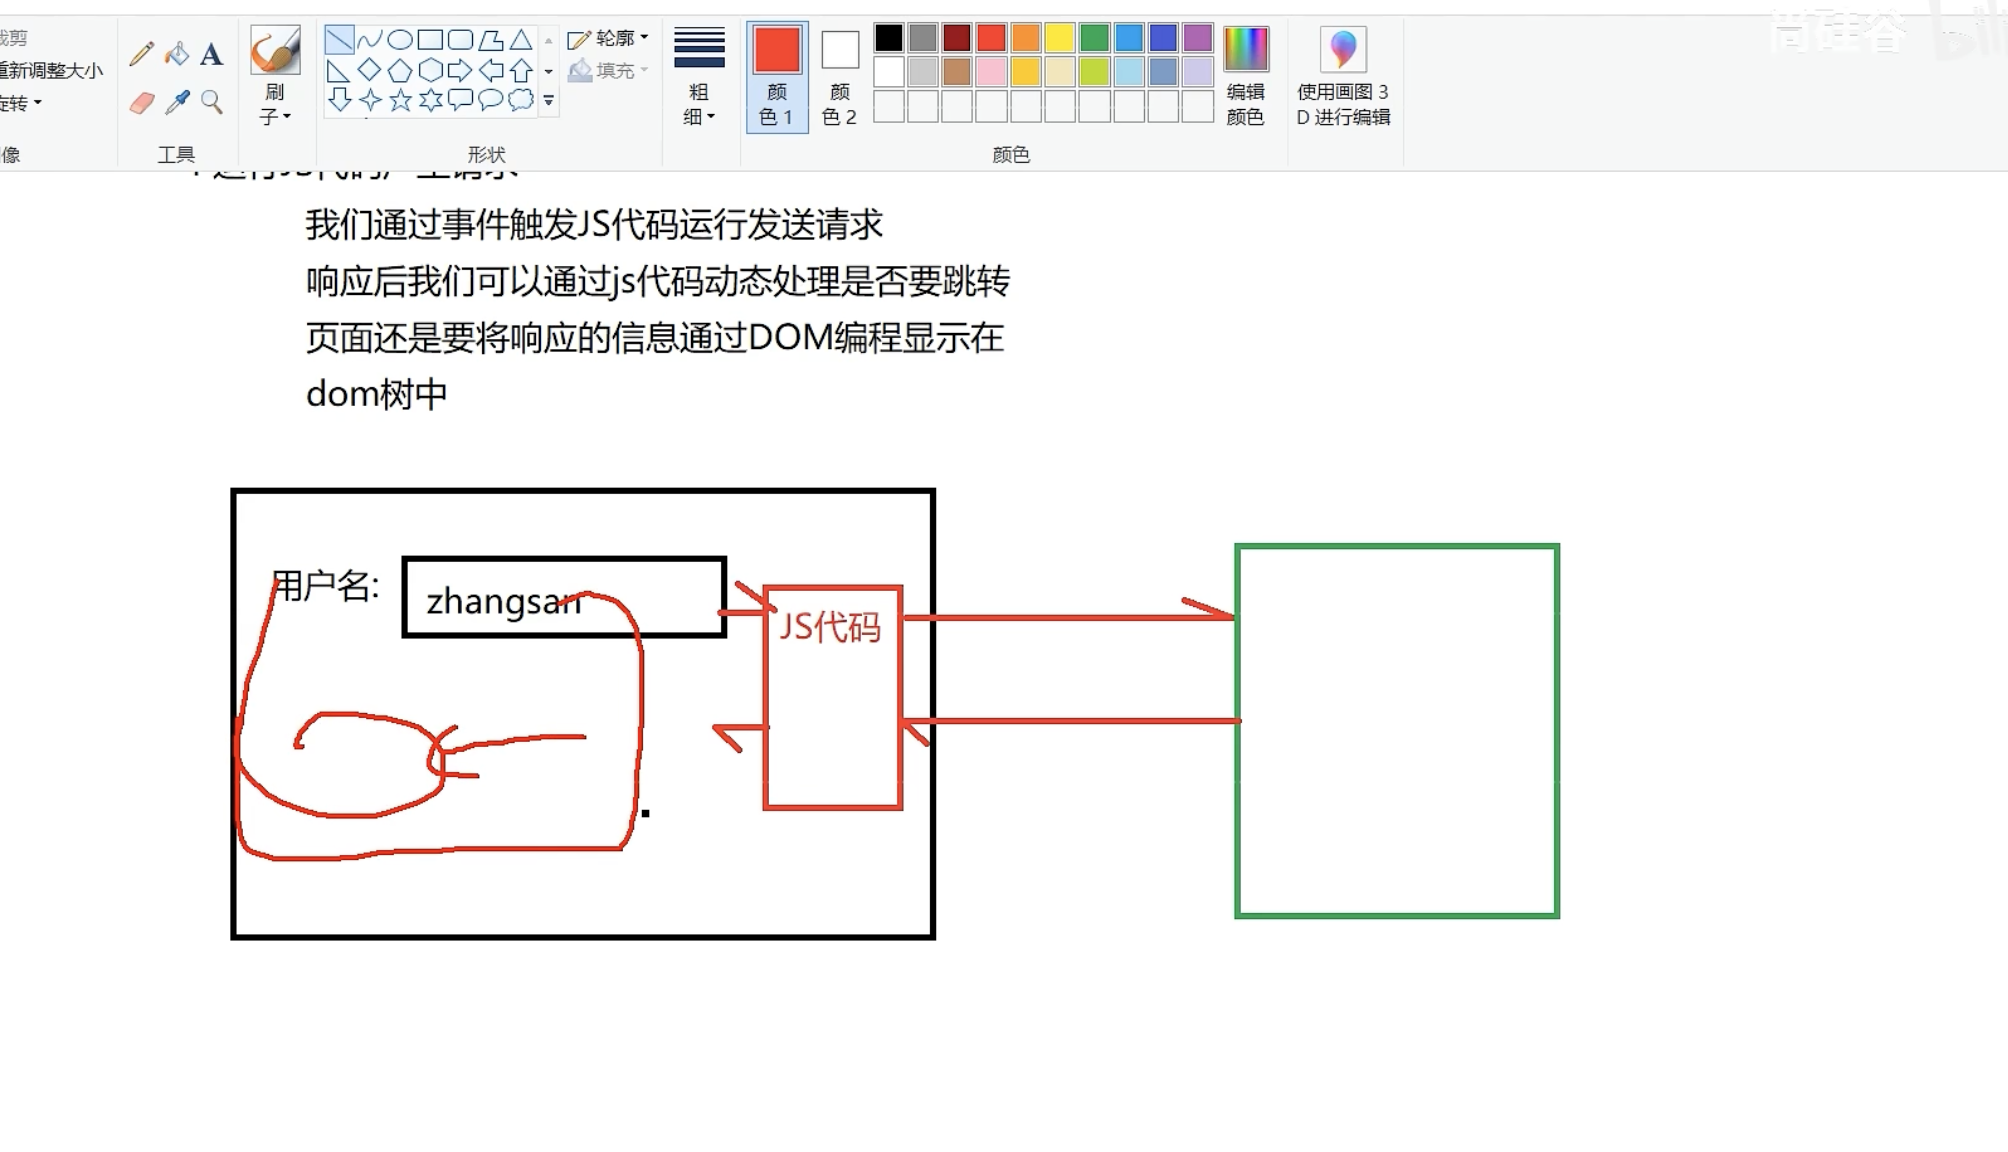 尚硅谷
裁剪
重新调整大小
旋转
像
工具
刷
子
形状
轮廓
填充
粗
细
颜
色 1
颜
色 2
颜色
编辑
颜色
使用画图 3
D 进行编辑
我们通过事件触发JS代码运行发送请求
响应后我们可以通过js代码动态处理是否要跳转
页面还是要将响应的信息通过DOM编程显示在
dom树中
用户名:
zhangsan
JS代码